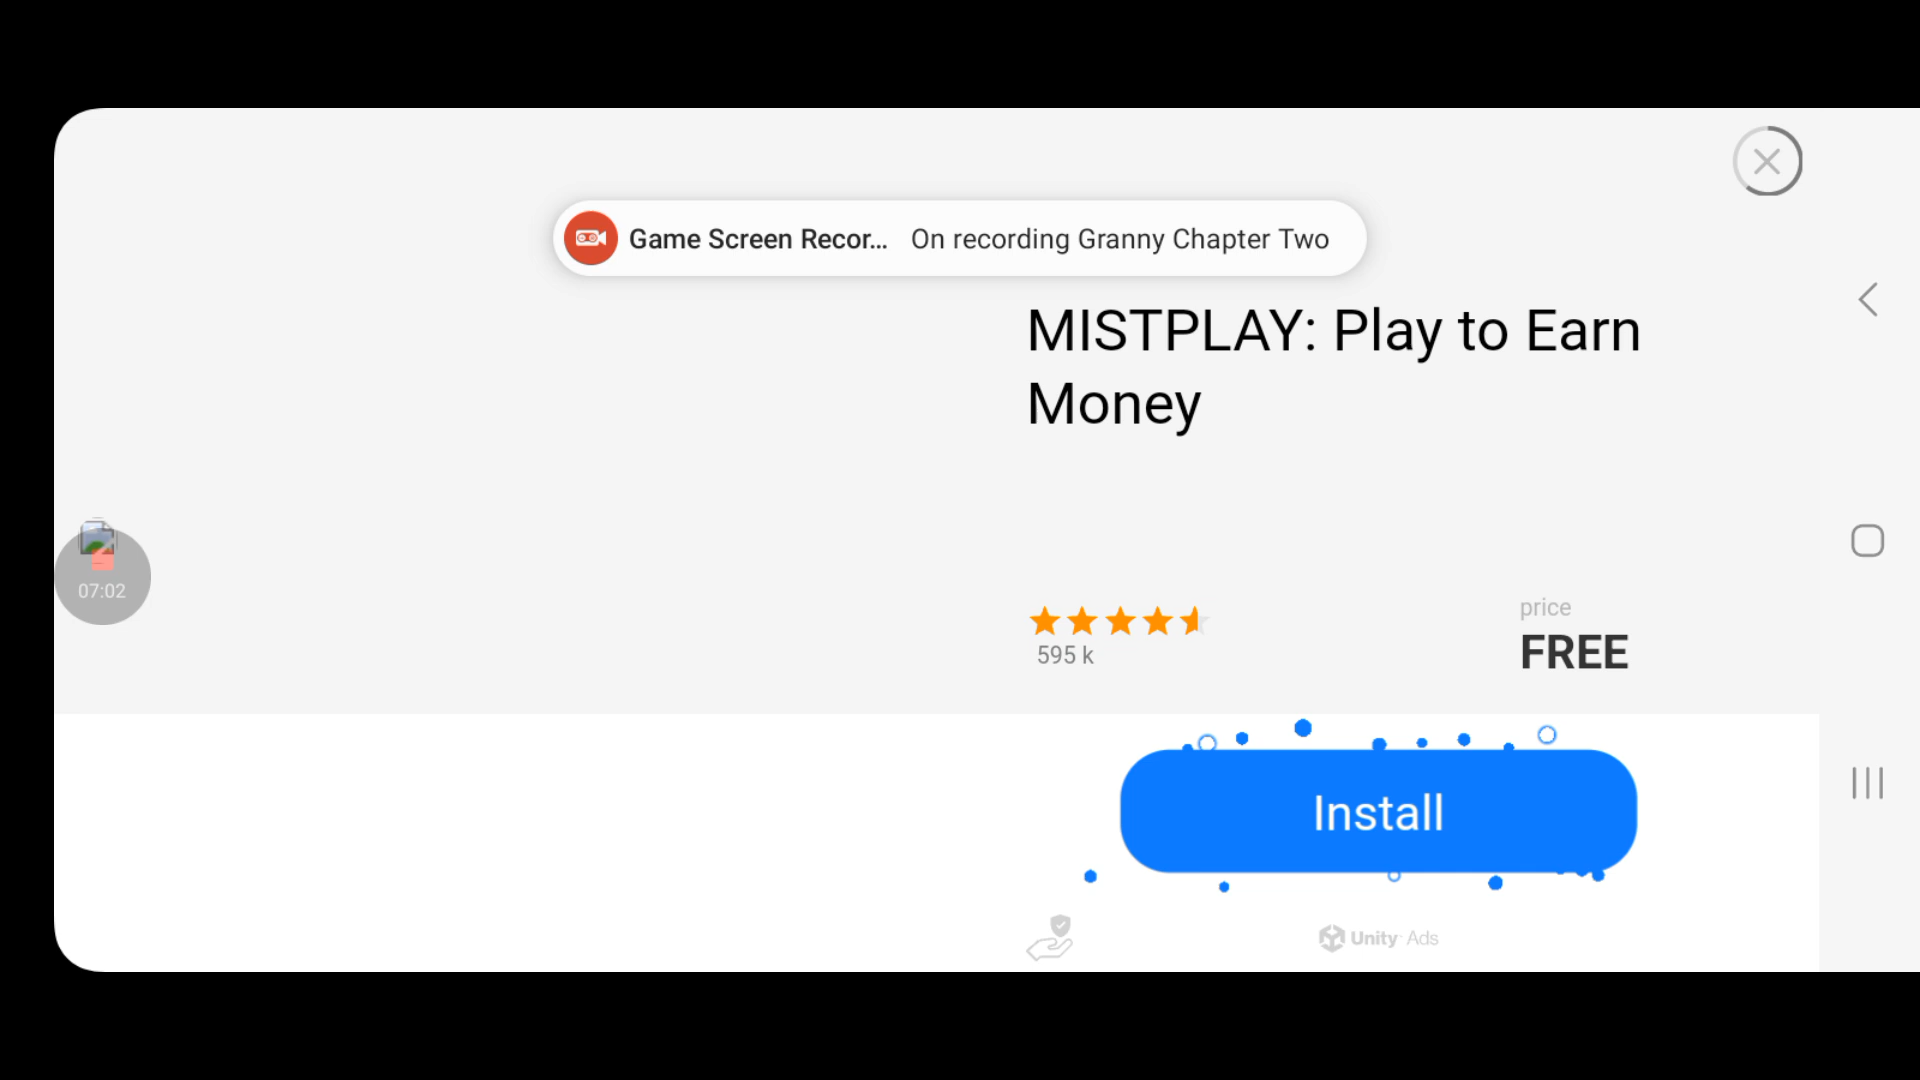 Game Screen Recor... On recording Granny Chapter Two
MISTPLAY: Play to Earn
Money
07:02
595 k
price
FREE
Install
Unity Ads